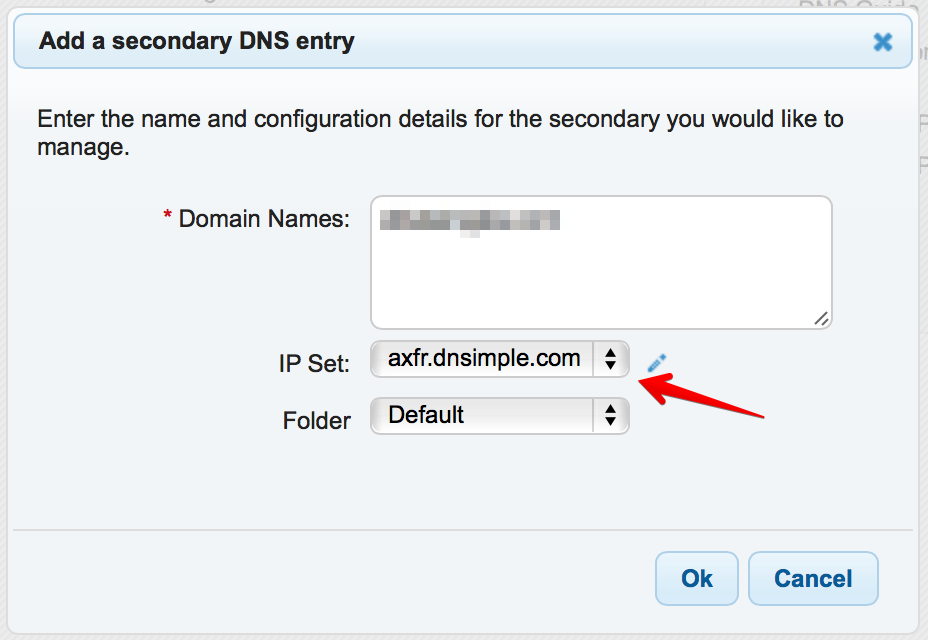 Add a secondary DNS entry
Enter the name and configuration details for the secondary you would like to
manage.
* Domain Names:
IP Set: axfr.dnsimple.com
Folder Default
Ok Cancel